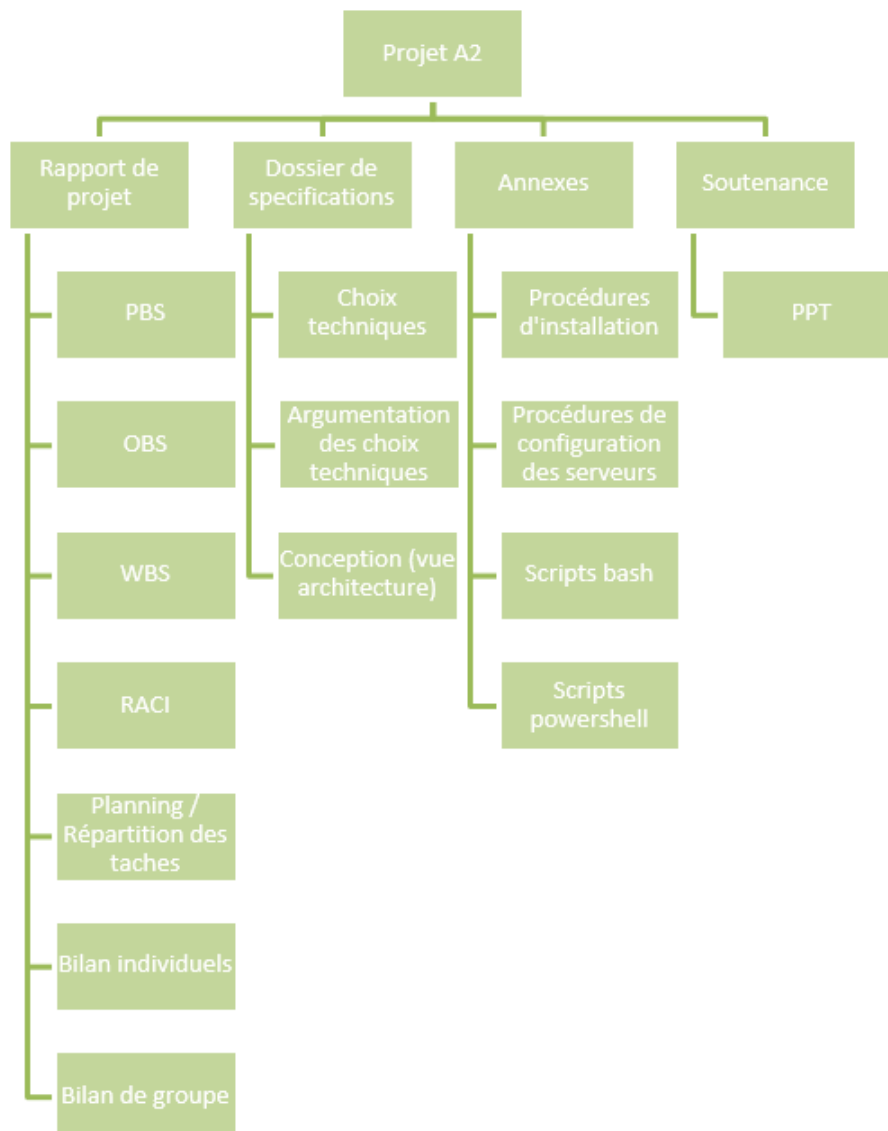 Projet A2
Rapport de
projet
Dossier de
specifications
Annexes
Soutenance
PBS
OBS
WBS
RACI
Planning /
Répartition des
taches
Bilan individuels
Bilan de groupe
Choix
techniques
Argumentation
des choix
techniques
Conception (vue
architecture)
Procédures
d'installation
Procédures de
configuration
des serveurs
Scripts bash
Scripts
powershell
PPT